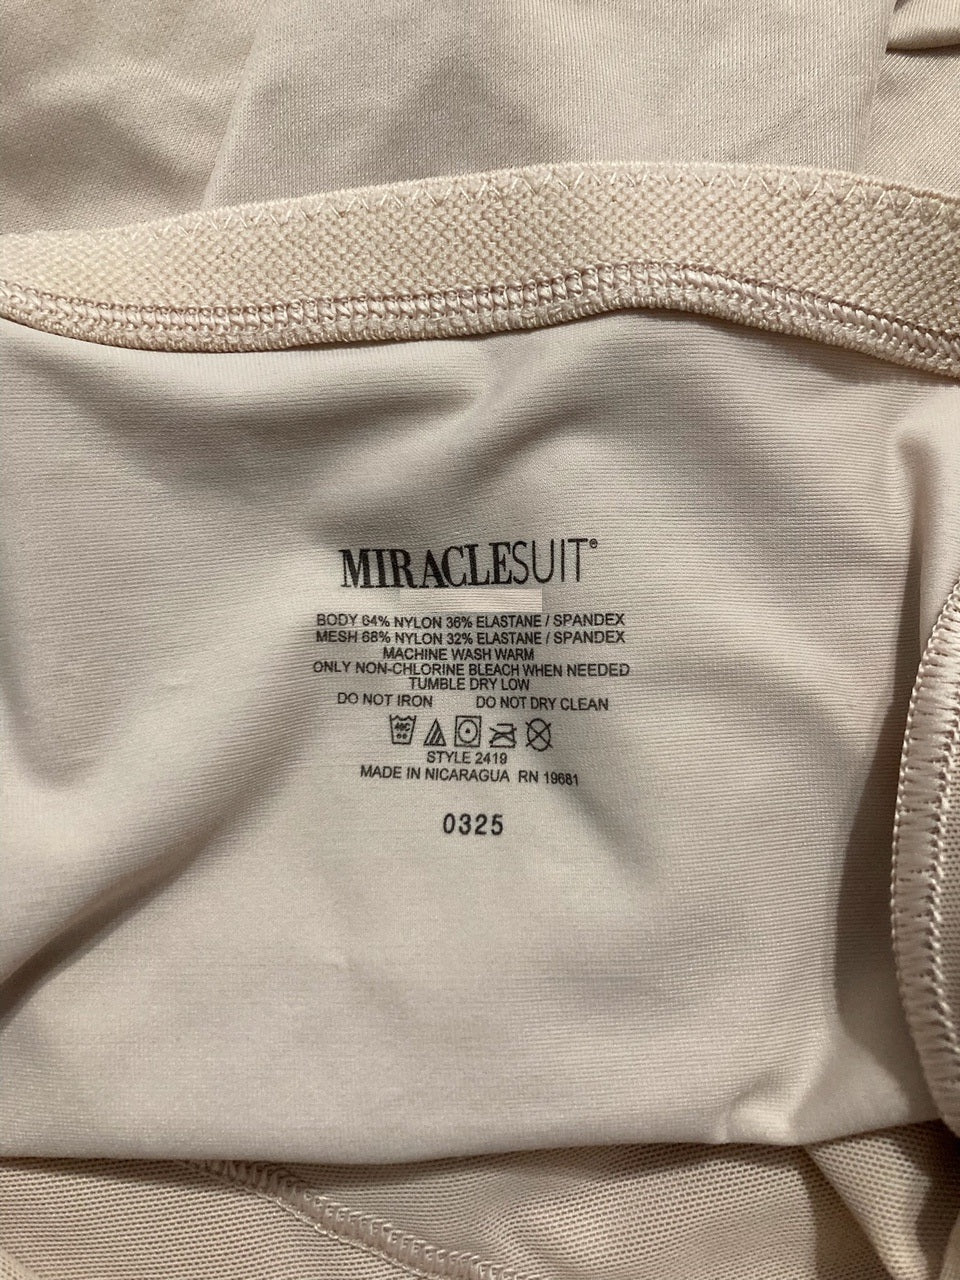 MIRACLESUIT®
BODY 64% NYLON 36% ELASTANE / SPANDEX
MESH 68% NYLON 32% ELASTANE / SPANDEX
MACHINE WASH WARM
ONLY NON-CHLORINE BLEACH WHEN NEEDED
TUMBLE DRY LOW
DO NOT IRON DO NOT DRY CLEAN
40C
STYLE 2419
MADE IN NICARAGUA RN 19681
0325